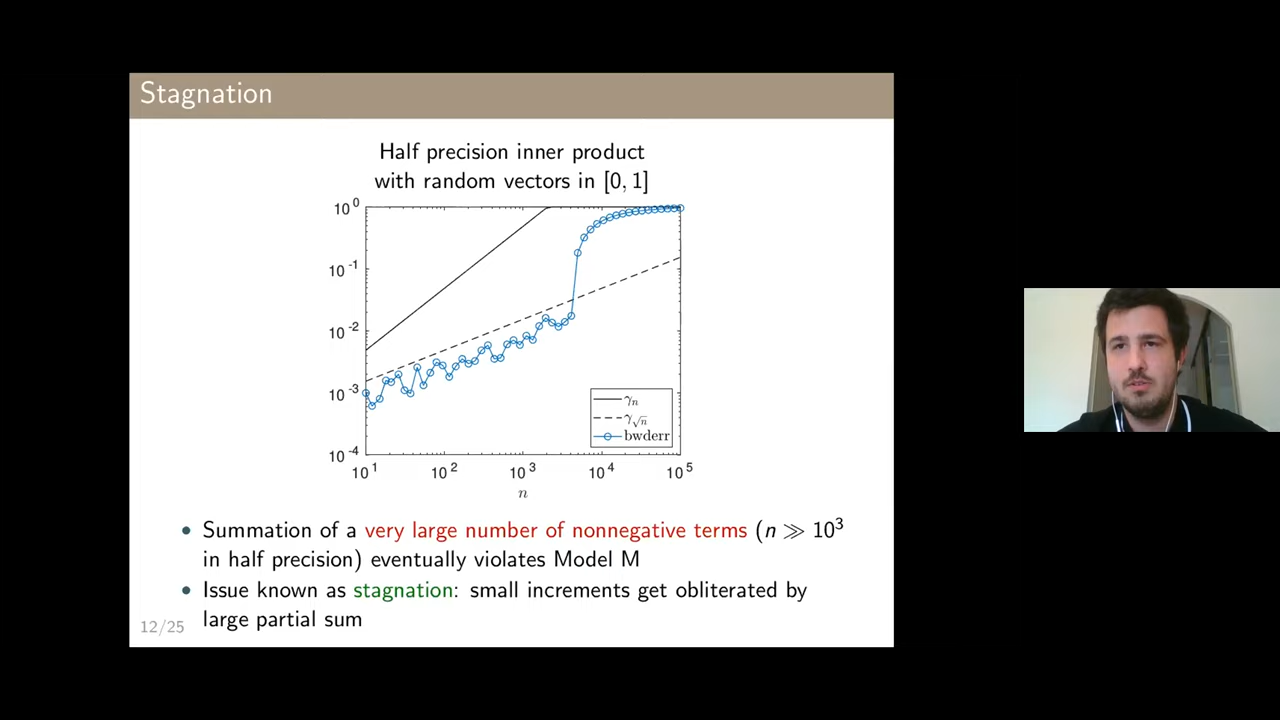 Stagnation
Half precision inner product
with random vectors in [0, 1]
10^0
10^-1
10^-2
10^-3
10^-4
10^1 10^2 10^3 10^4 10^5
n
γ_n
γ_√n
bwderr
• Summation of a very large number of nonnegative terms (n ≫ 10^3
in half precision) eventually violates Model M
• Issue known as stagnation: small increments get obliterated by
large partial sum
12/25